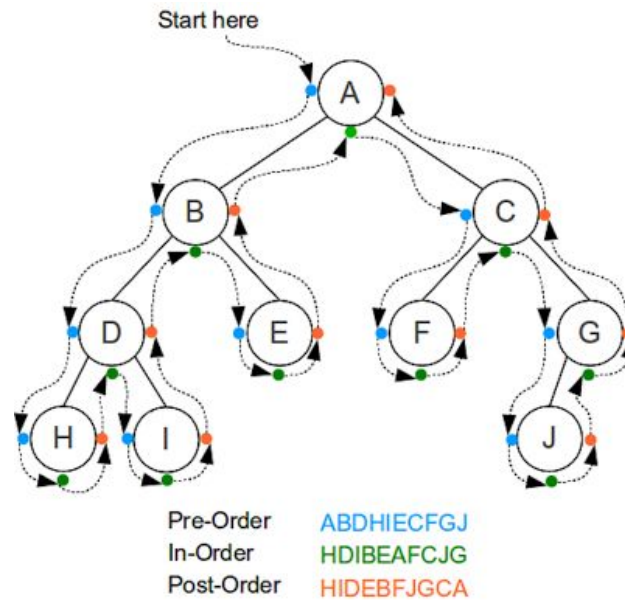 Start here
A
B C
D E F G
H I J
Pre-Order ABDHIECFGJ
In-Order HDIBEAFCJG
Post-Order HIDEBFJGCA